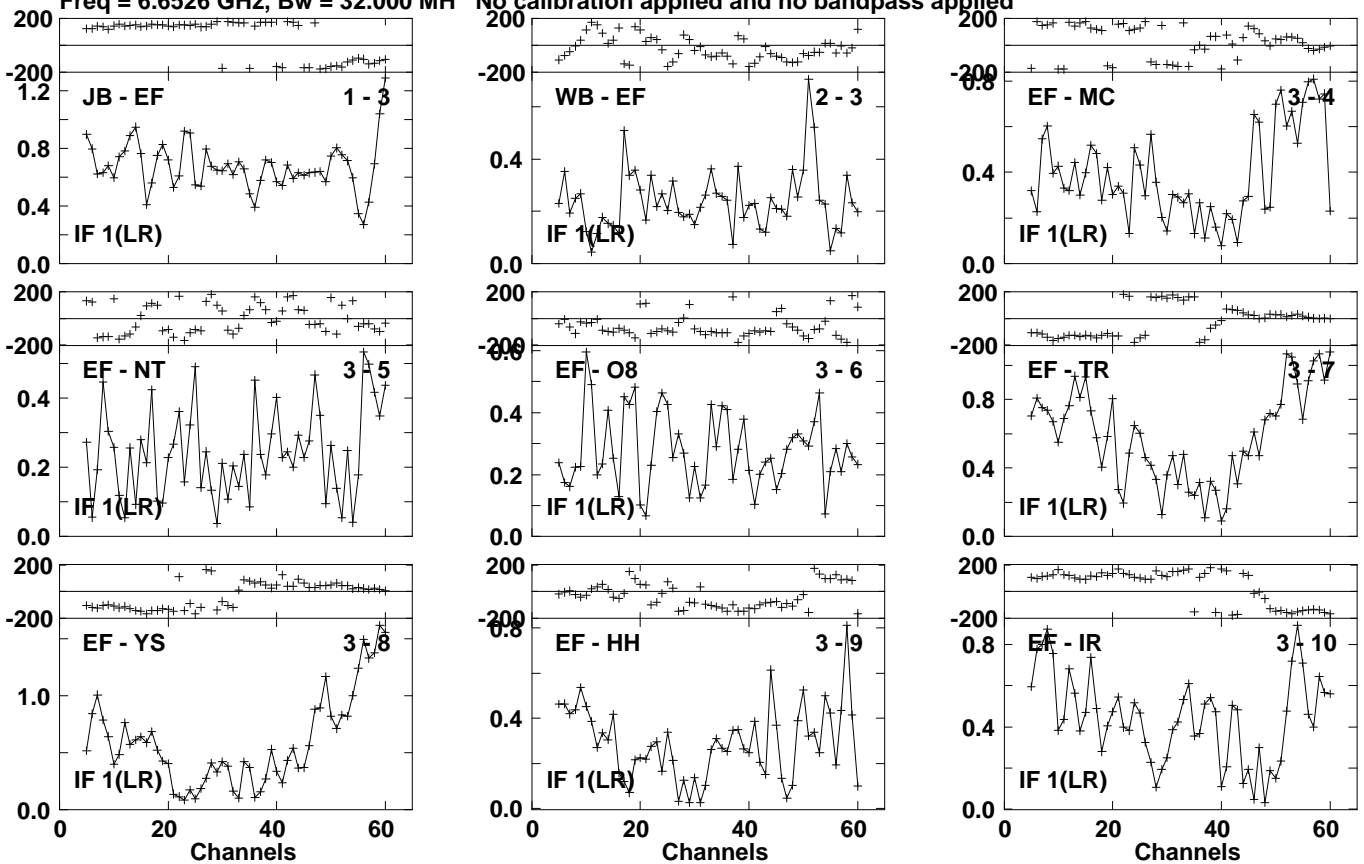 Freq = 6.6526 GHz, Bw = 32.000 MH No calibration applied and no bandpass applied
200
-200
1.2
0.8
0.4
0.0
JB - EF
1 - 3
IF 1(LR)
200
-200
0.4
0.0
WB - EF
2 - 3
IF 1(LR)
200
-200
0.8
0.4
0.0
EF - MC
3 - 4
IF 1(LR)
200
-200
0.4
0.2
0.0
EF - NT
3 - 5
IF 1(LR)
200
-200
0.6
0.4
0.2
0.0
EF - O8
3 - 6
IF 1(LR)
200
-200
0.8
0.4
0.0
EF - TR
3 - 7
IF 1(LR)
200
-200
1.0
0.0
EF - YS
3 - 8
IF 1(LR)
0 20 40 60
Channels
200
-200
0.8
0.4
0.0
EF - HH
3 - 9
IF 1(LR)
0 20 40 60
200
-200
0.8
0.4
0.0
EF - IR
3 - 10
IF 1(LR)
0 20 40 60
Channels